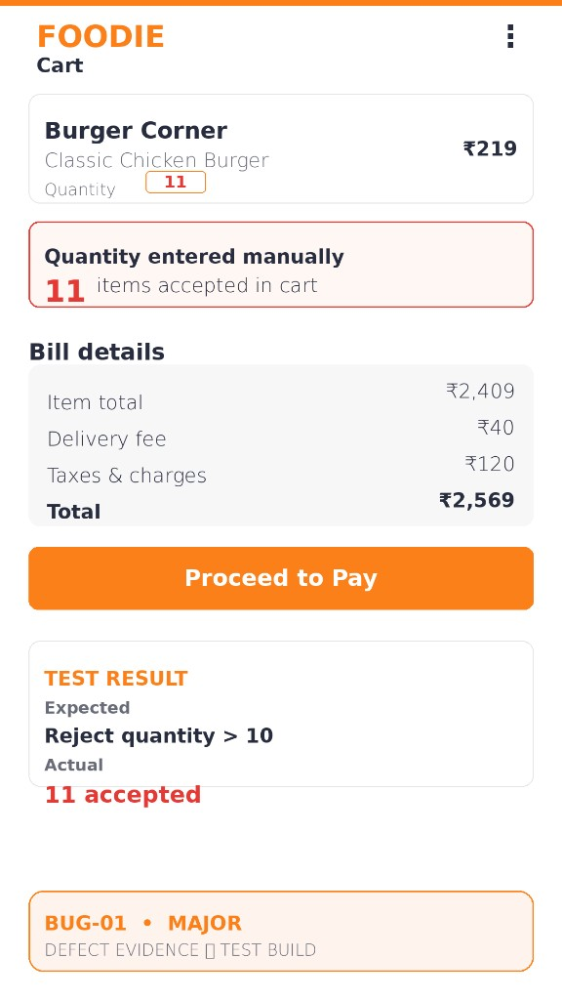 FOODIE
Cart
Burger Corner
Classic Chicken Burger
₹219
Quantity 11
Quantity entered manually
11 items accepted in cart
Bill details
Item total ₹2,409
Delivery fee ₹40
Taxes & charges ₹120
Total ₹2,569
Proceed to Pay
TEST RESULT
Expected
Reject quantity > 10
Actual
11 accepted
BUG-01 • MAJOR
DEFECT EVIDENCE ▯ TEST BUILD